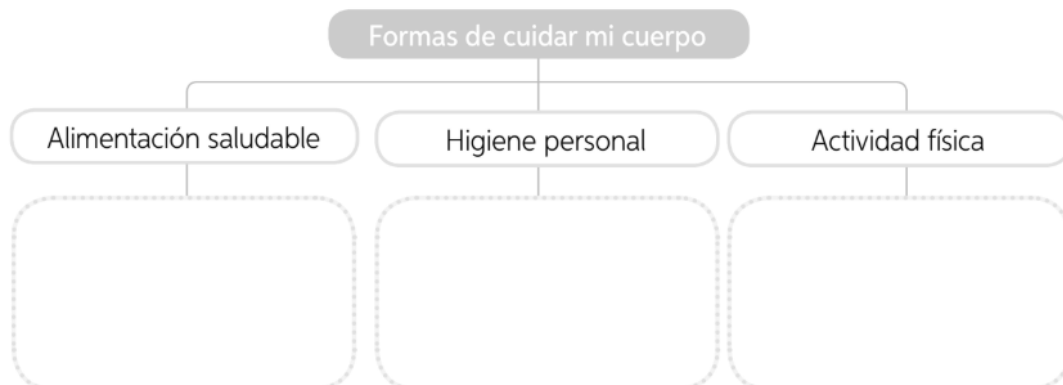 Formas de cuidar mi cuerpo
Alimentación saludable
Higiene personal
Actividad física